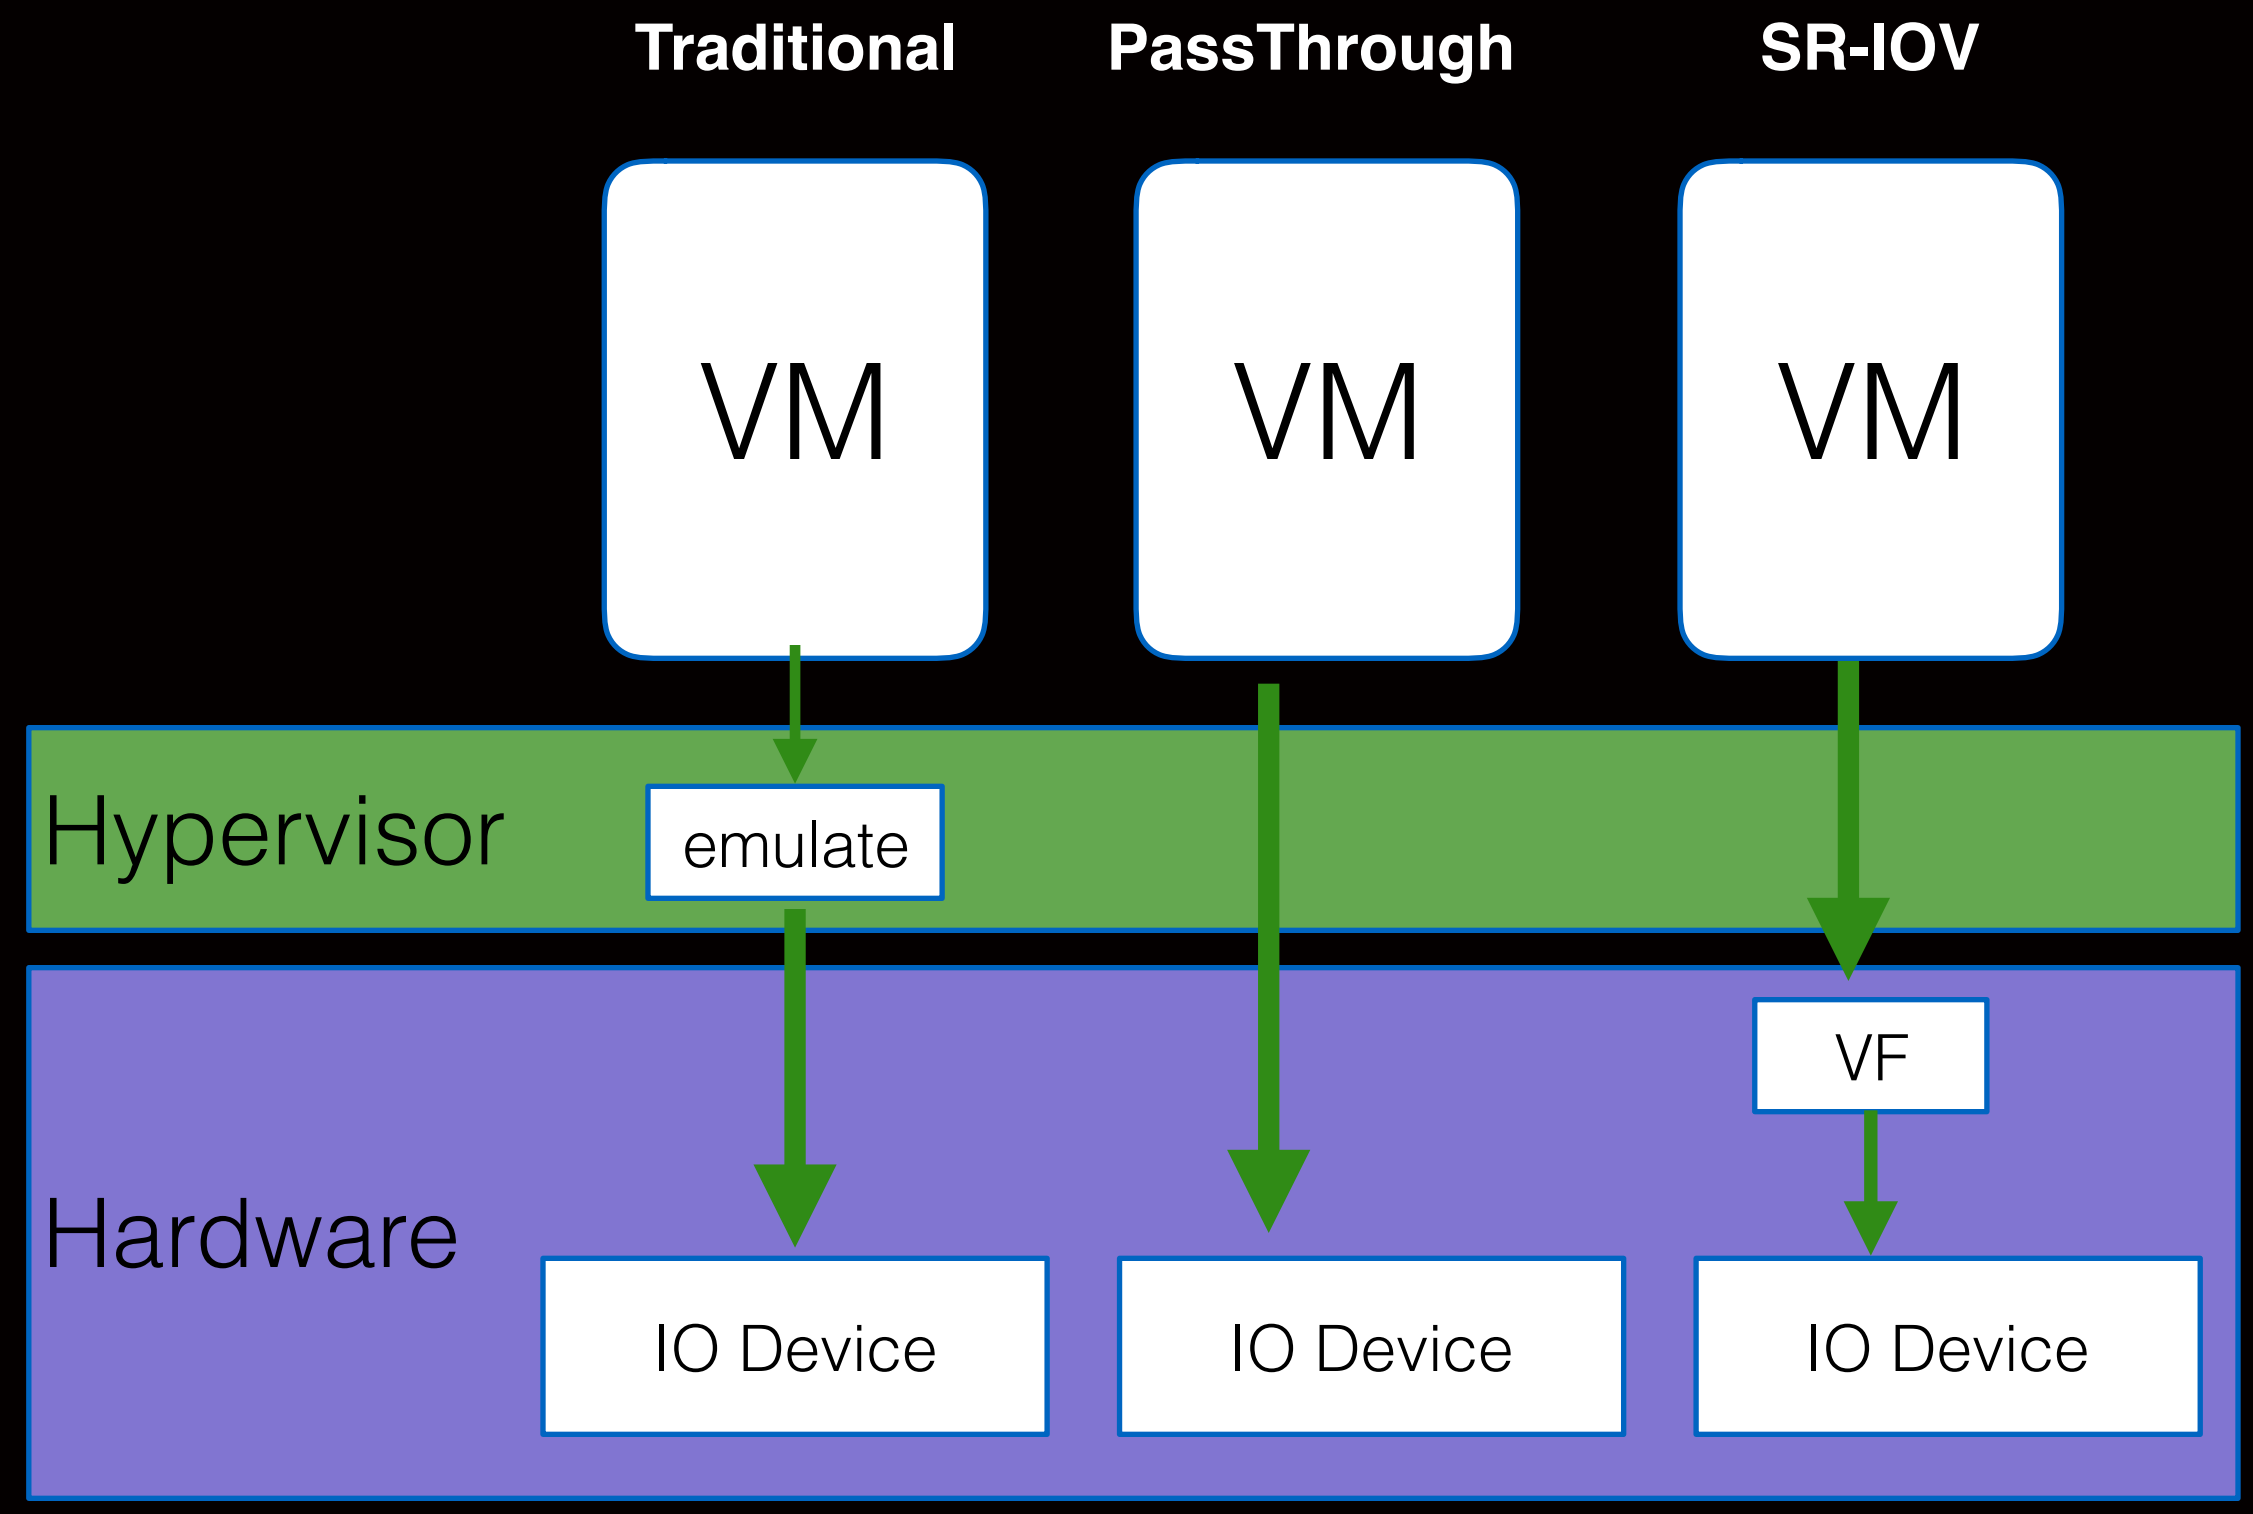 Traditional
PassThrough
SR-IOV
VM
VM
VM
Hypervisor
emulate
VF
Hardware
IO Device
IO Device
IO Device